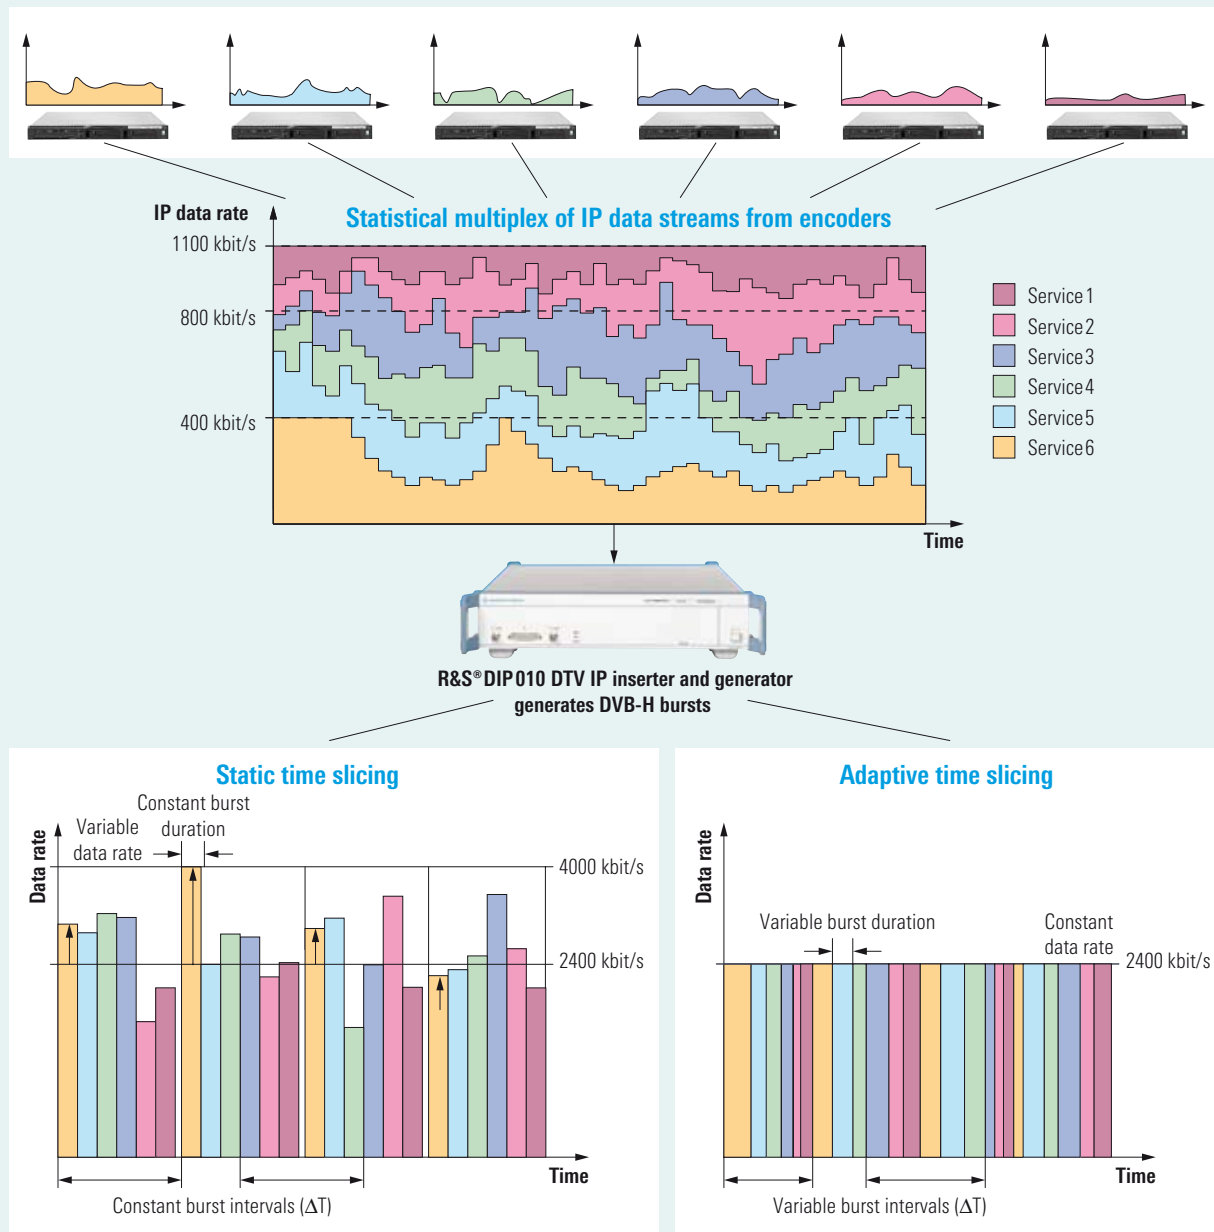 IP data rate
Statistical multiplex of IP data streams from encoders
1100 kbit/s
800 kbit/s
400 kbit/s
Service 1
Service 2
Service 3
Service 4
Service 5
Service 6
Time
R&S® DIP 010 DTV IP inserter and generator
generates DVB-H bursts
Static time slicing
Constant burst
duration
Variable
data rate
Data rate
4000 kbit/s
2400 kbit/s
Time
Constant burst intervals (ΔT)
Adaptive time slicing
Data rate
Variable burst duration
Constant
data rate
2400 kbit/s
Time
Variable burst intervals (ΔT)